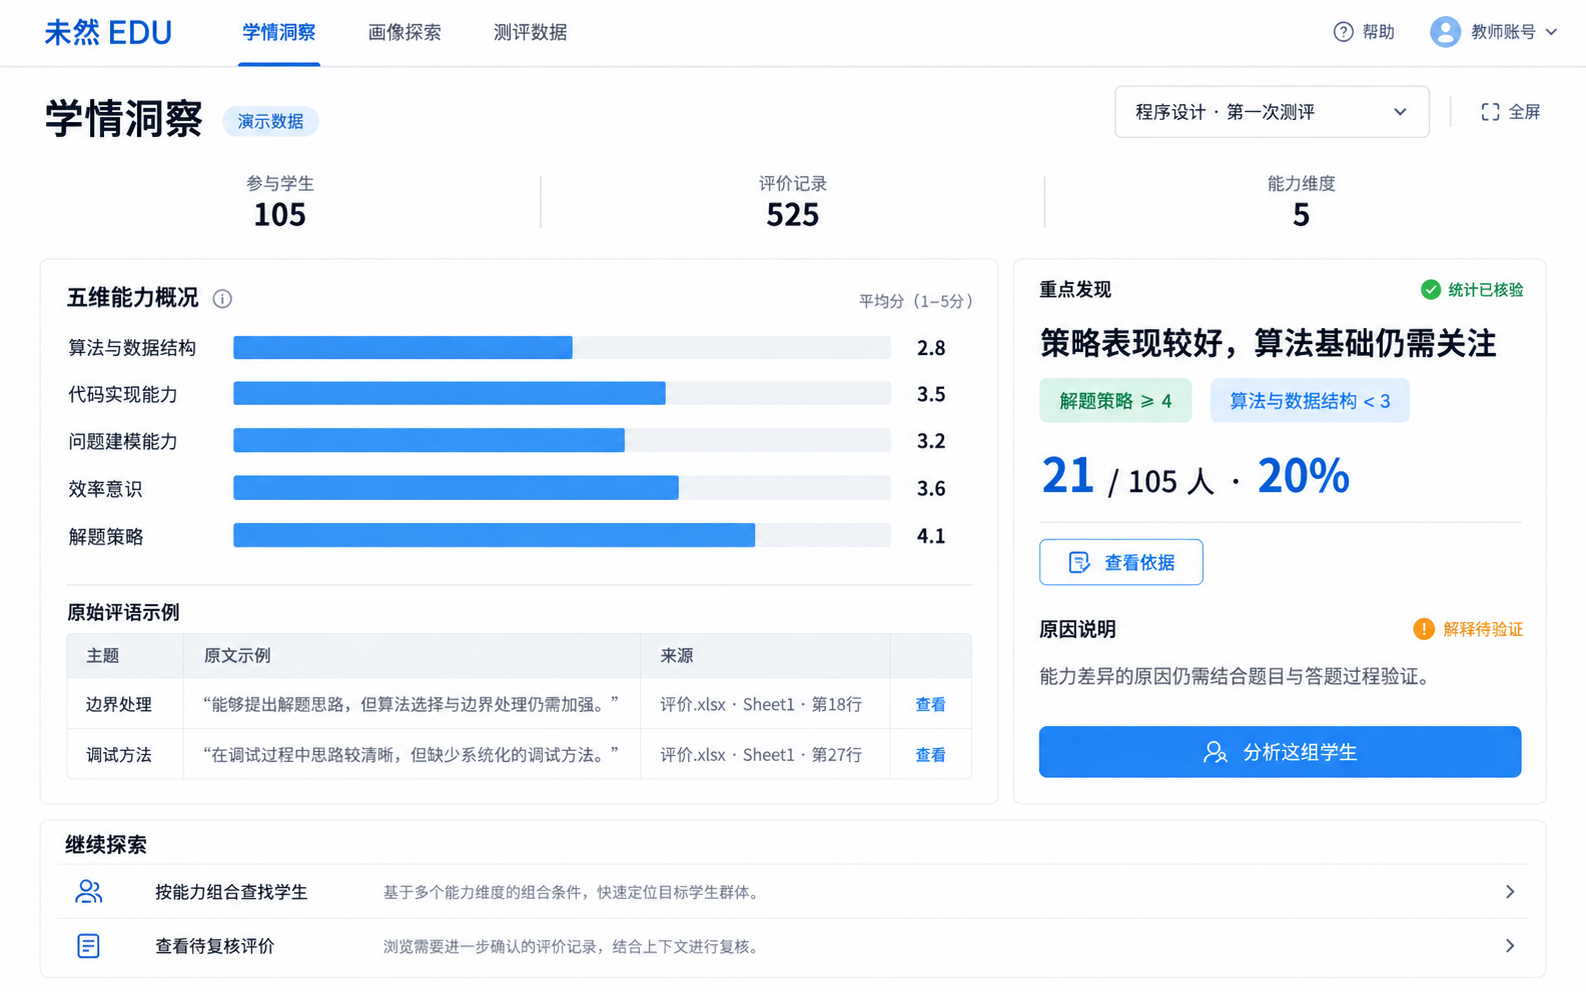 未然 EDU 学情洞察 画像探索 测评数据 帮助 教师账号
学情洞察 演示数据 程序设计 · 第一次测评 全屏
参与学生 评价记录 能力维度
105 525 5
五维能力概况 平均分（1–5分）
算法与数据结构 2.8
代码实现能力 3.5
问题建模能力 3.2
效率意识 3.6
解题策略 4.1
原始评语示例
主题 原文示例 来源
边界处理 “能够提出解题思路，但算法选择与边界处理仍需加强。” 评价.xlsx · Sheet1 · 第18行 查看
调试方法 “在调试过程中思路较清晰，但缺少系统化的调试方法。” 评价.xlsx · Sheet1 · 第27行 查看
重点发现 统计已核验
策略表现较好，算法基础仍需关注
解题策略 ≥ 4 算法与数据结构 < 3
21 / 105 人 · 20%
查看依据
原因说明 解释待验证
能力差异的原因仍需结合题目与答题过程验证。
分析这组学生
继续探索
按能力组合查找学生 基于多个能力维度的组合条件，快速定位目标学生群体。
查看待复核评价 浏览需要进一步确认的评价记录，结合上下文进行复核。